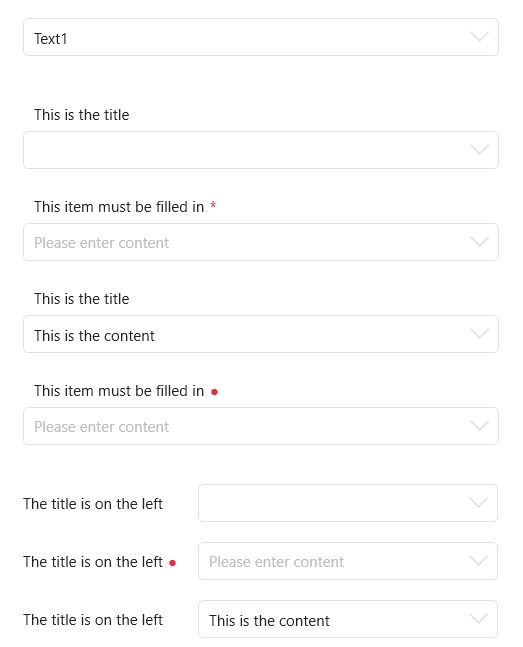 Text1
This is the title
This item must be filled in *
Please enter content
This is the title
This is the content
This item must be filled in ●
Please enter content
The title is on the left
The title is on the left ● Please enter content
The title is on the left This is the content